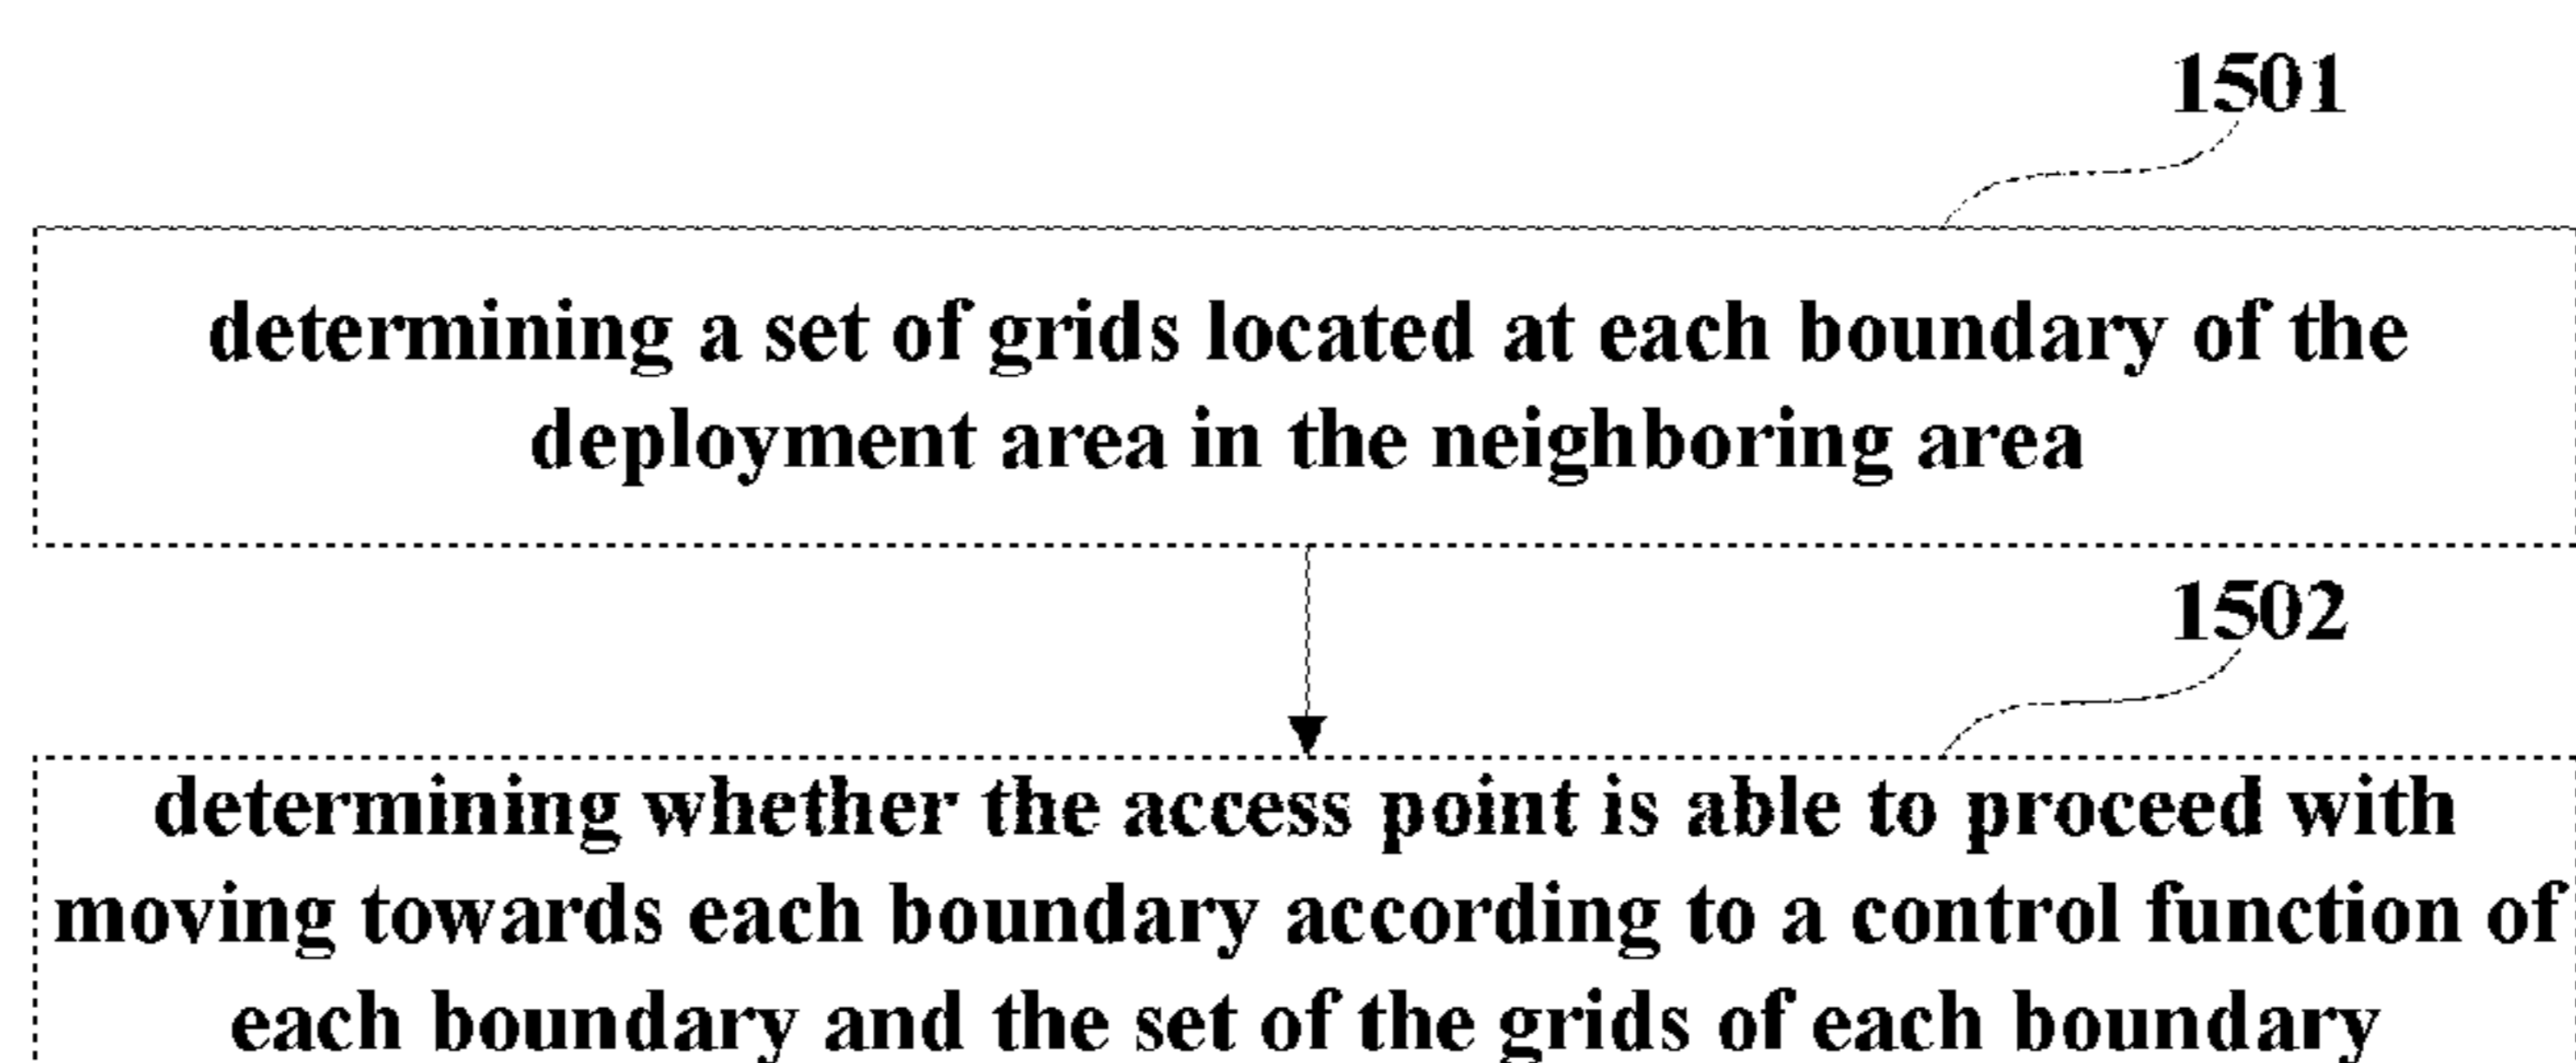 1501
determining a set of grids located at each boundary of the
deployment area in the neighboring area
1502
determining whether the access point is able to proceed with
moving towards each boundary according to a control function of
each boundary and the set of the grids of each boundary